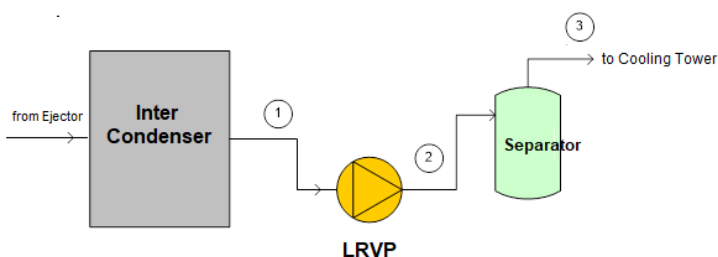 3
to Cooling Tower
from Ejector
Inter
Condenser
1
2
Separator
LRVP